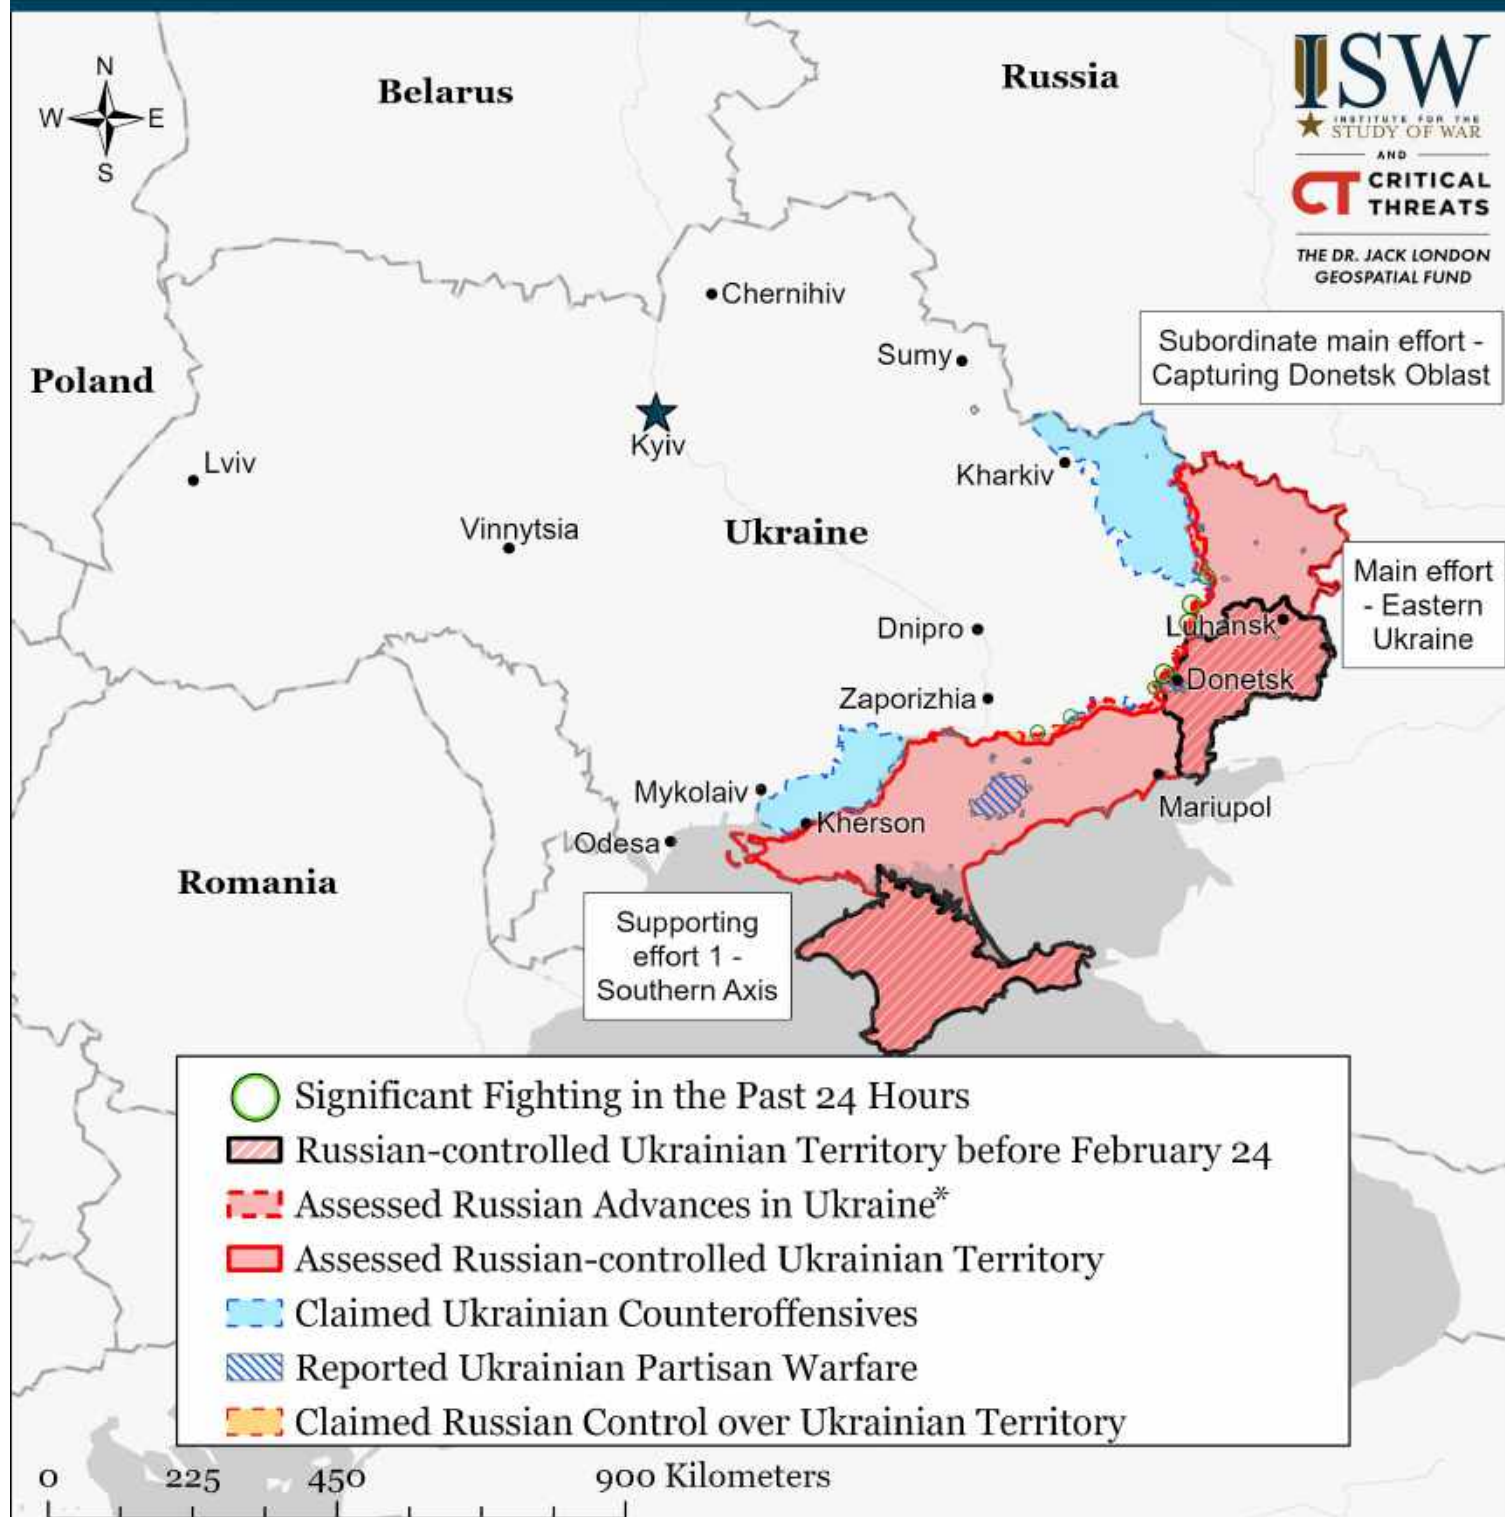 N
W
E
S
Belarus
Russia
ISW
INSTITUTE FOR THE
STUDY OF WAR
AND
CT CRITICAL
THREATS
THE DR. JACK LONDON
GEOSPATIAL FUND
Chernihiv
Subordinate main effort -
Capturing Donetsk Oblast
Sumy
Poland
Kyiv
Lviv
Kharkiv
Vinnytsia
Ukraine
Main effort
- Eastern
Ukraine
Dnipro
Luhansk
Donetsk
Zaporizhia
Mykolaiv
Mariupol
Kherson
Odesa
Romania
Supporting
effort 1 -
Southern Axis
Significant Fighting in the Past 24 Hours
Russian-controlled Ukrainian Territory before February 24
Assessed Russian Advances in Ukraine*
Assessed Russian-controlled Ukrainian Territory
Claimed Ukrainian Counteroffensives
Reported Ukrainian Partisan Warfare
Claimed Russian Control over Ukrainian Territory
0 225 450 900 Kilometers